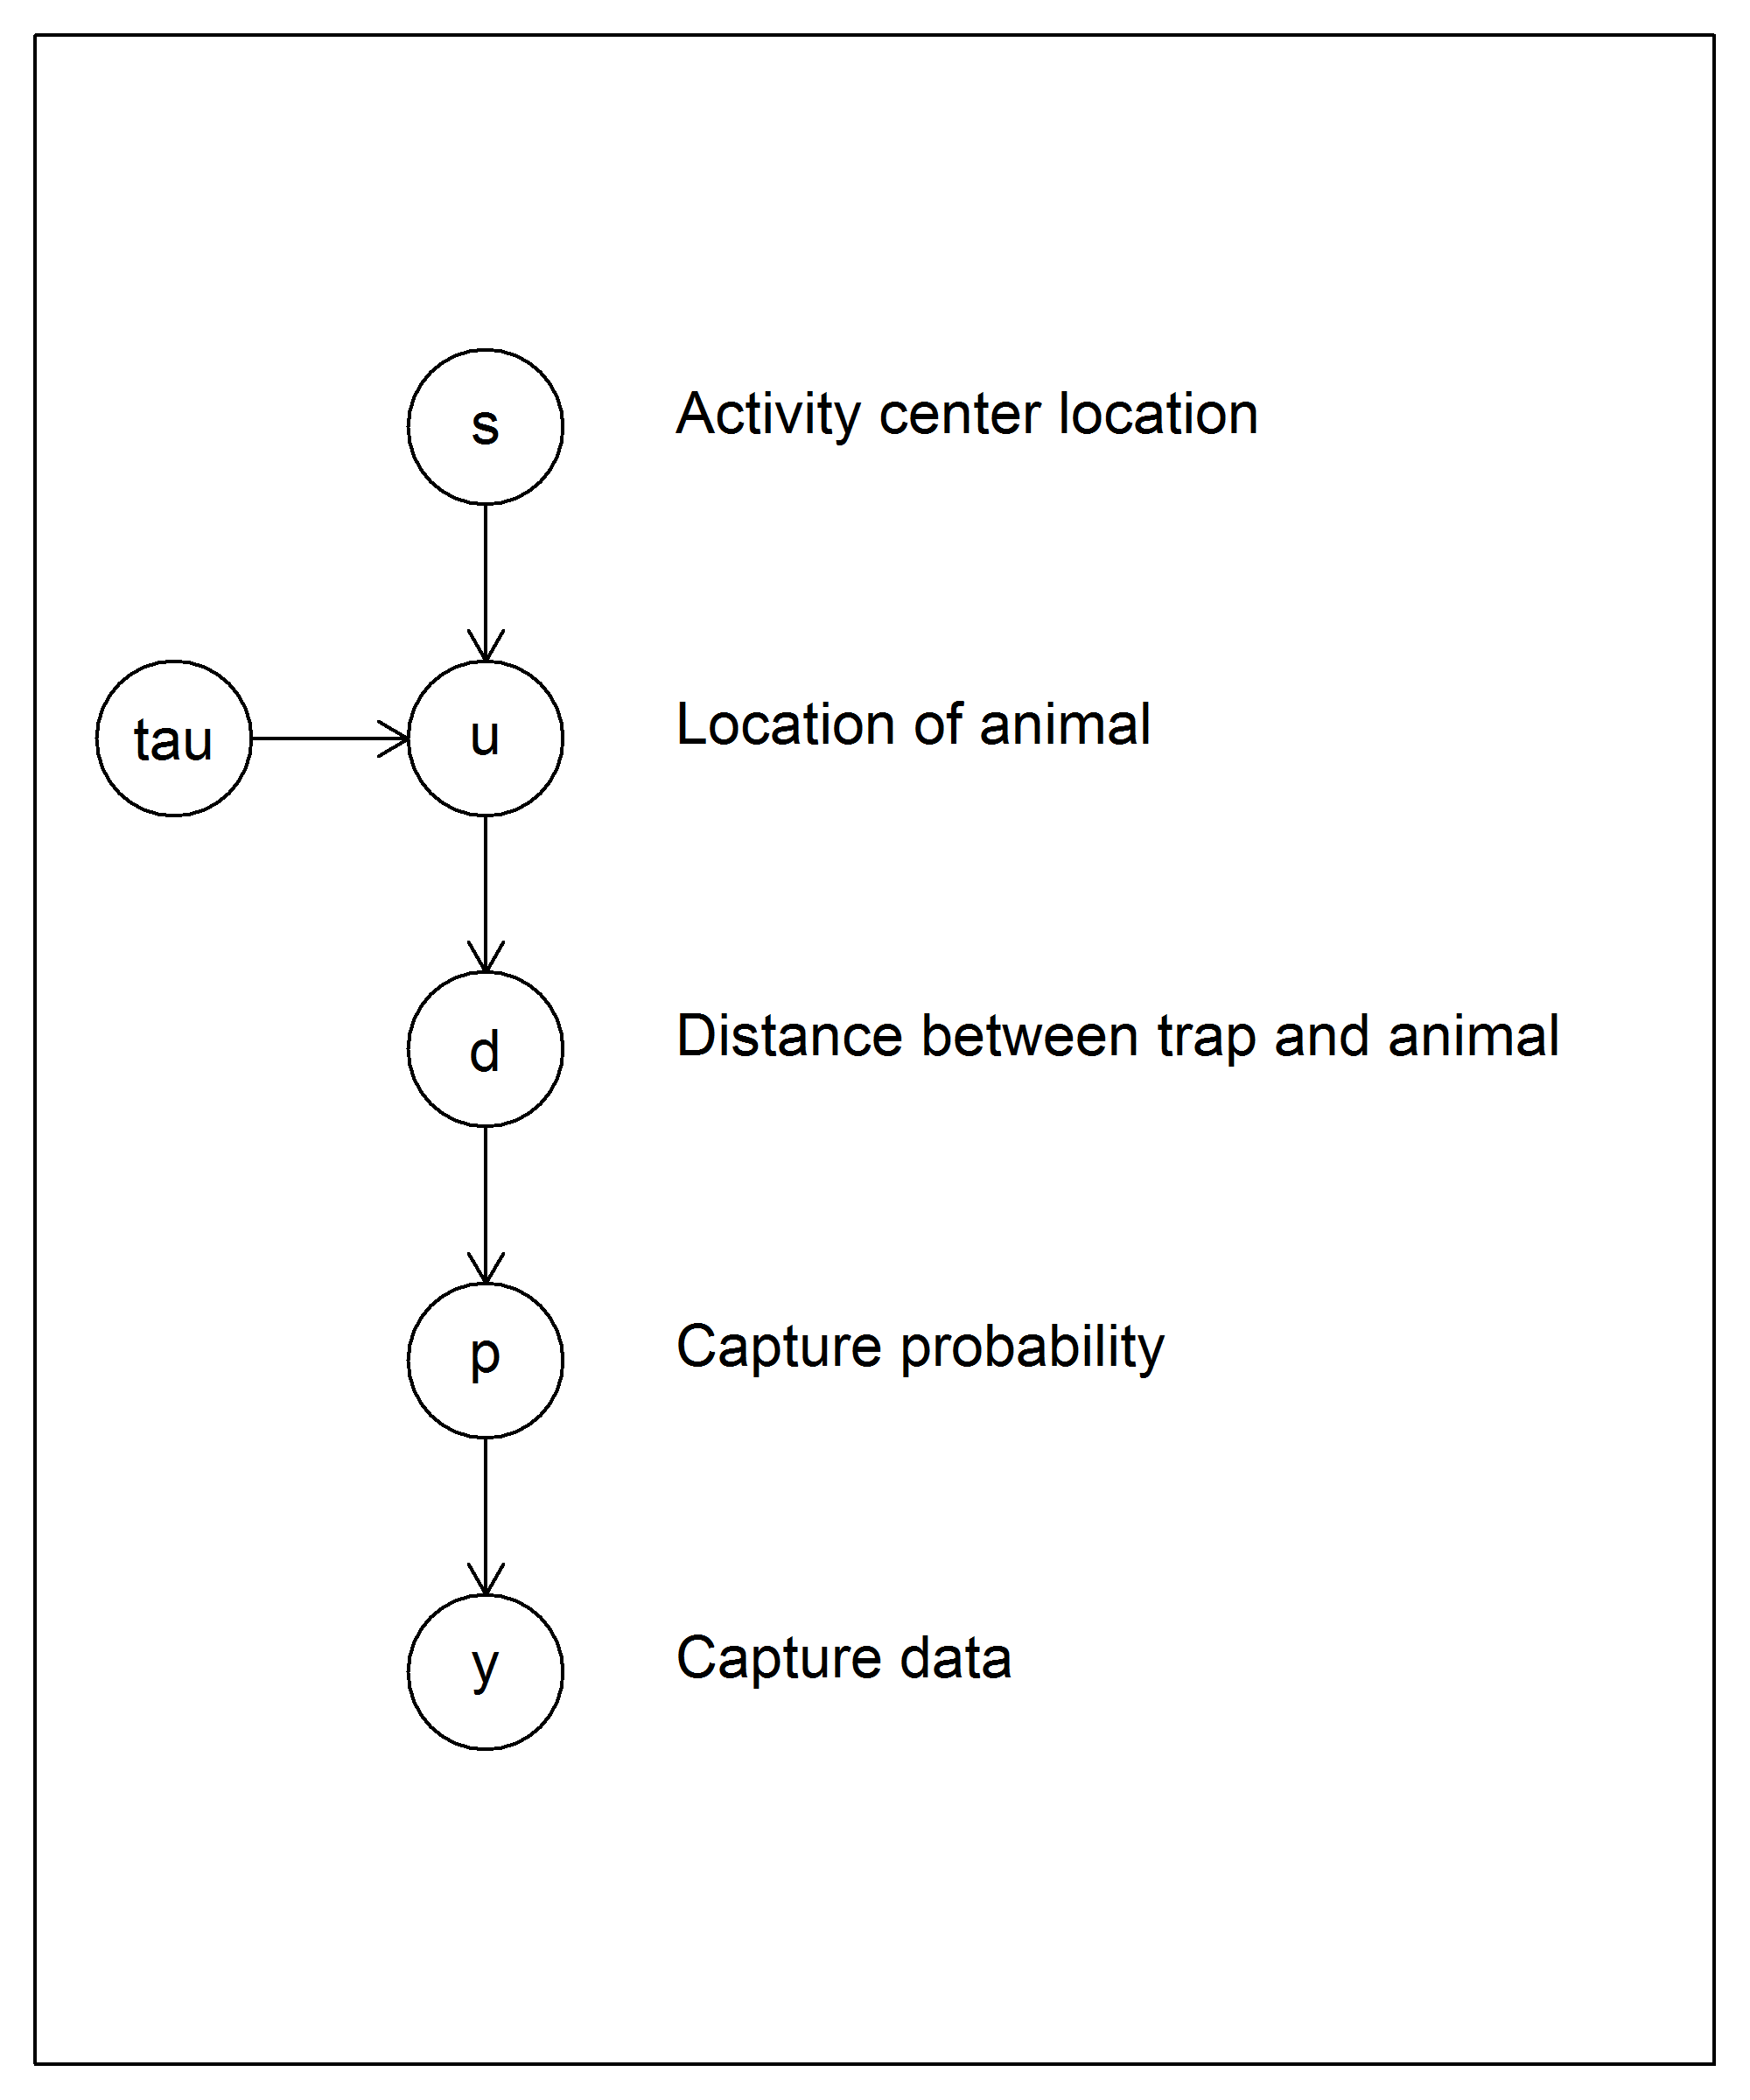 s
Activity center location
tau
u
Location of animal
d
Distance between trap and animal
p
Capture probability
y
Capture data